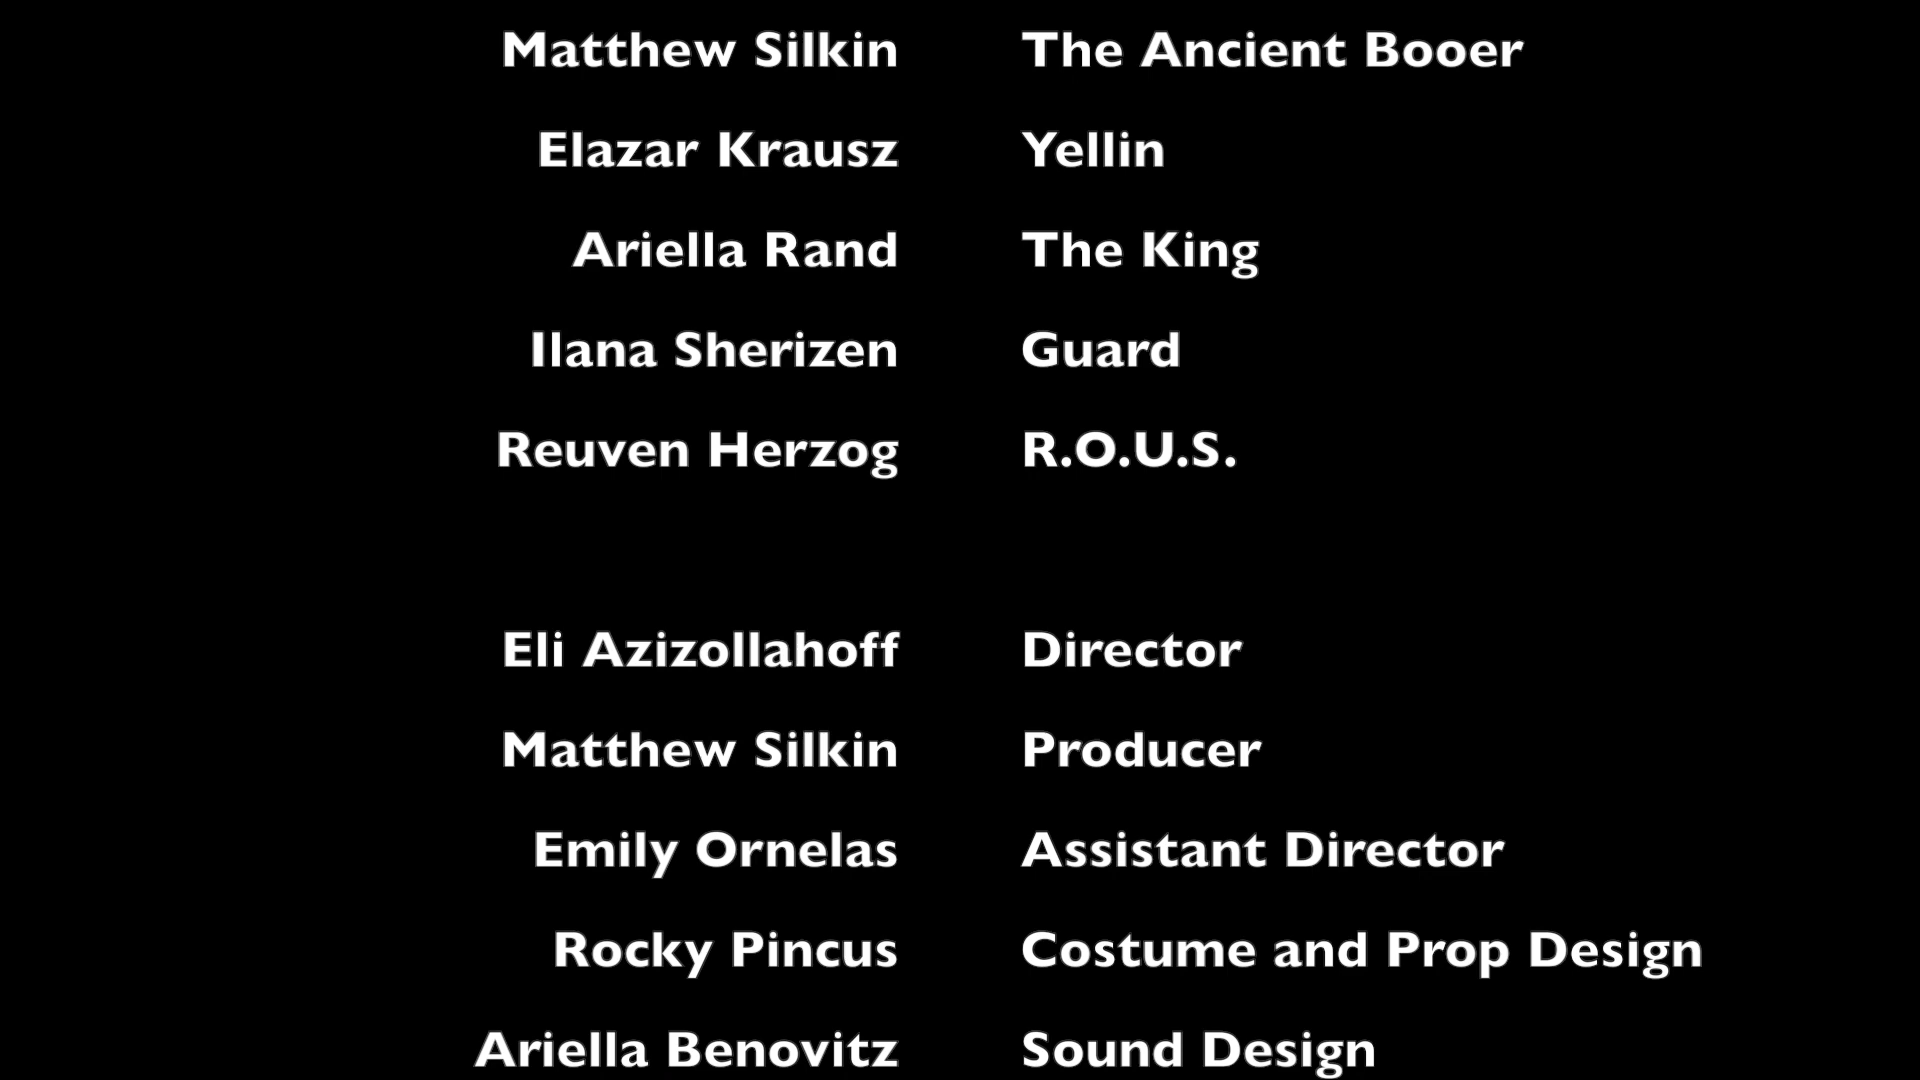 Matthew Silkin The Ancient Booer
Elazar Krausz Yellin
Ariella Rand The King
Ilana Sherizen Guard
Reuven Herzog R.O.U.S.
Eli Azizollahoff Director
Matthew Silkin Producer
Emily Ornelas Assistant Director
Rocky Pincus Costume and Prop Design
Ariella Benovitz Sound Design